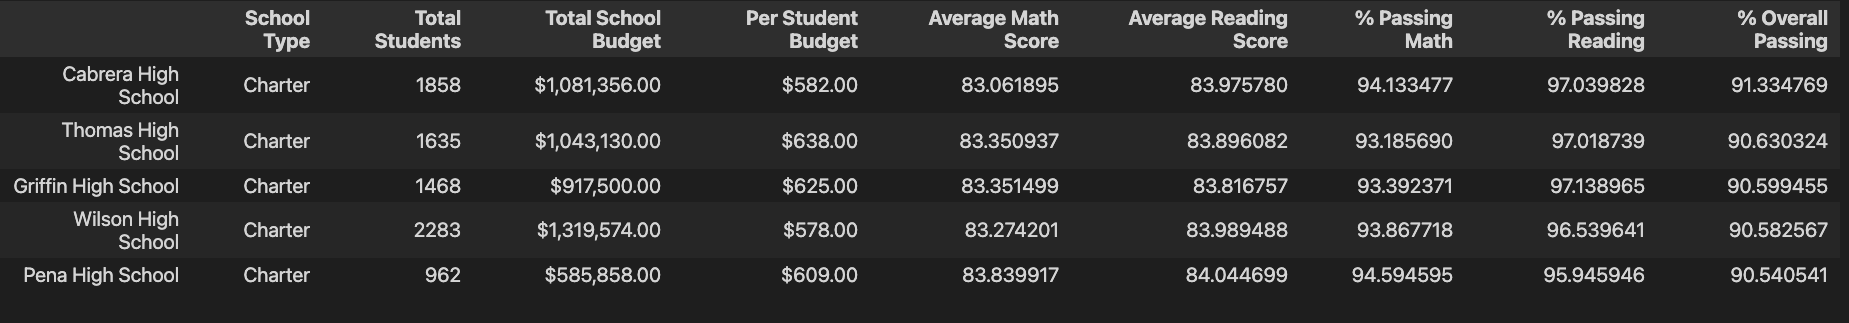 School Total Total School Per Student Average Math Average Reading % Passing % Passing % Overall
Type Students Budget Budget Score Score Math Reading Passing
Cabrera High
School Charter 1858 $1,081,356.00 $582.00 83.061895 83.975780 94.133477 97.039828 91.334769
Thomas High
School Charter 1635 $1,043,130.00 $638.00 83.350937 83.896082 93.185690 97.018739 90.630324
Griffin High School Charter 1468 $917,500.00 $625.00 83.351499 83.816757 93.392371 97.138965 90.599455
Wilson High
School Charter 2283 $1,319,574.00 $578.00 83.274201 83.989488 93.867718 96.539641 90.582567
Pena High School Charter 962 $585,858.00 $609.00 83.839917 84.044699 94.594595 95.945946 90.540541